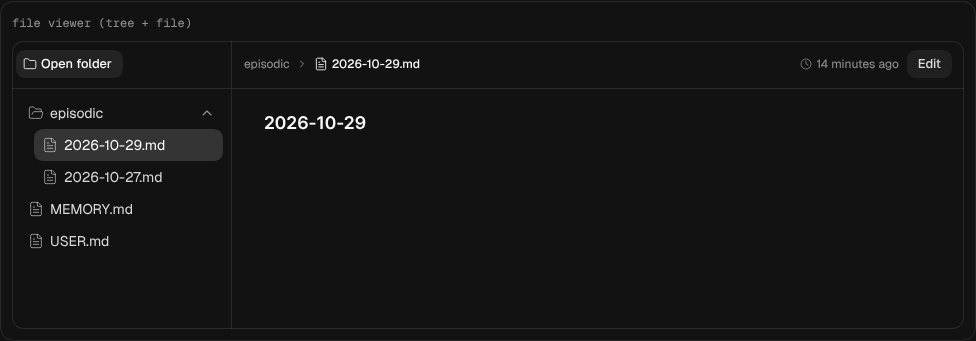 file viewer (tree + file)
Open folder
episodic
2026-10-29.md
2026-10-27.md
MEMORY.md
USER.md
episodic > 2026-10-29.md 14 minutes ago Edit
2026-10-29